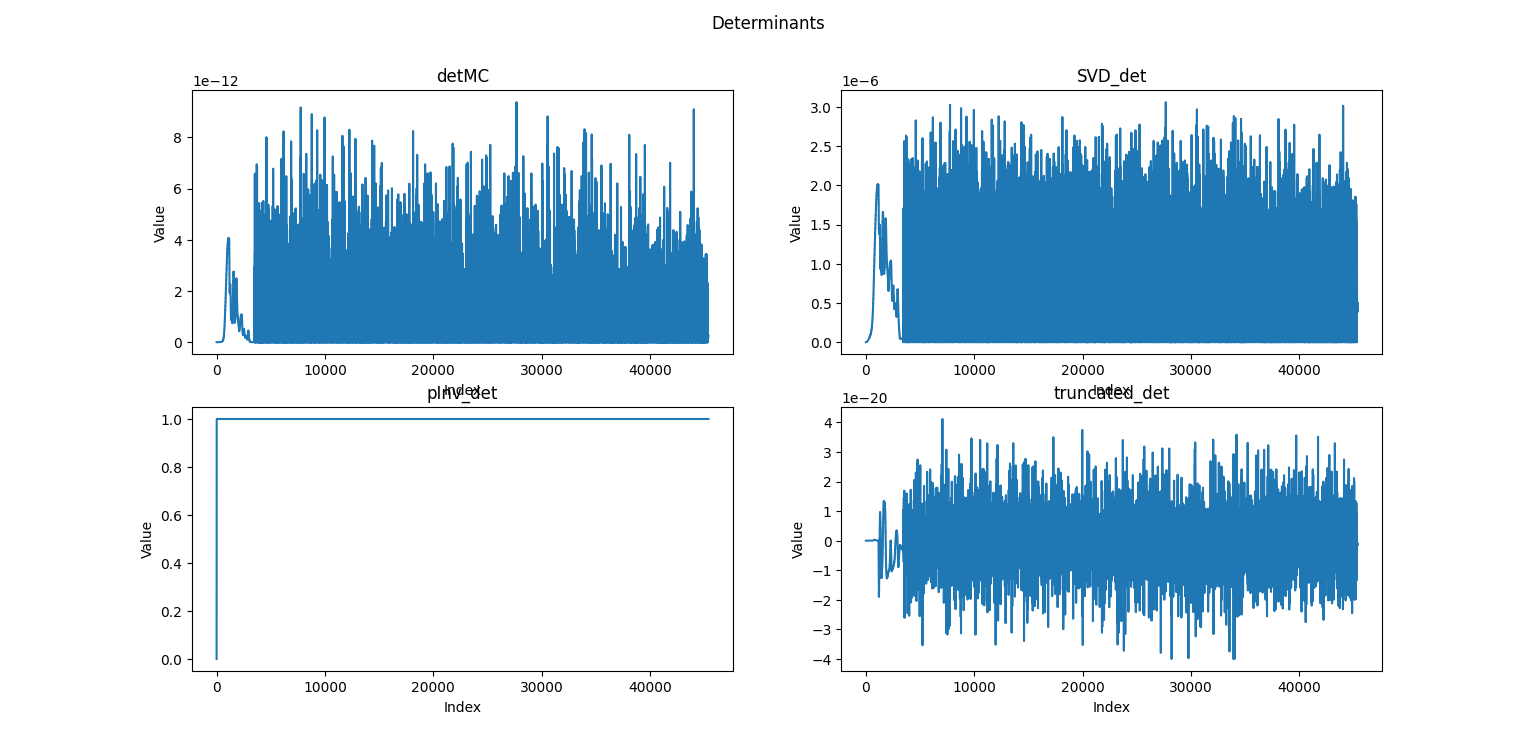 Determinants
detMC
1e−12
Value
8
6
4
2
0
0 10000 20000 30000 40000
Index
SVD_det
1e−6
Value
3.0
2.5
2.0
1.5
1.0
0.5
0.0
0 10000 20000 30000 40000
Index
pinv_det
Value
1.0
0.8
0.6
0.4
0.2
0.0
0 10000 20000 30000 40000
Index
truncated_det
1e−20
Value
4
3
2
1
0
−1
−2
−3
−4
0 10000 20000 30000 40000
Index